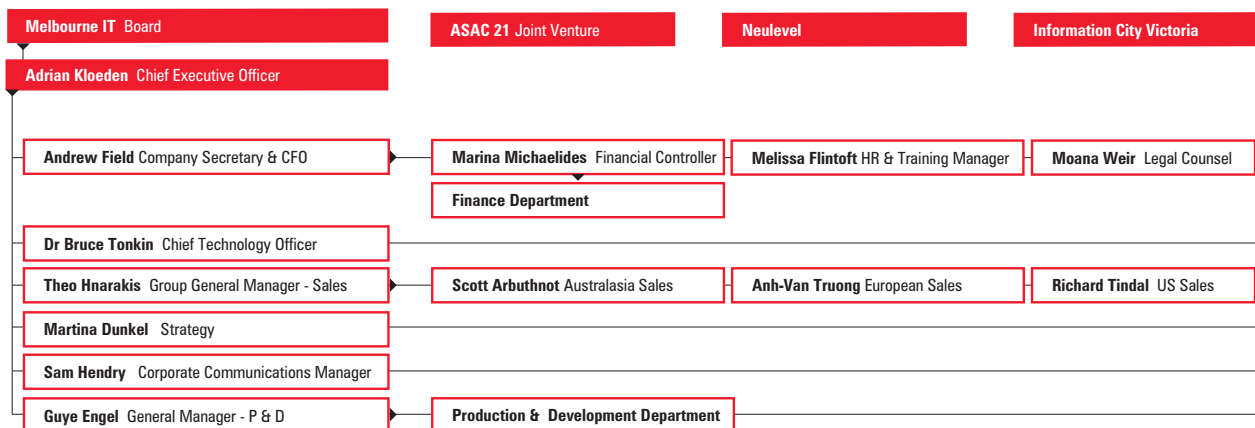 Melbourne IT Board
ASAC 21 Joint Venture
Neulevel
Information City Victoria
Adrian Kloeden Chief Executive Officer
Andrew Field Company Secretary & CFO
Marina Michaelides Financial Controller
Melissa Flintoft HR & Training Manager
Moana Weir Legal Counsel
Finance Department
Dr Bruce Tonkin Chief Technology Officer
Theo Hnarakis Group General Manager - Sales
Scott Arbuthnot Australasia Sales
Anh-Van Truong European Sales
Richard Tindal US Sales
Martina Dunkel Strategy
Sam Hendry Corporate Communications Manager
Guye Engel General Manager - P & D
Production & Development Department